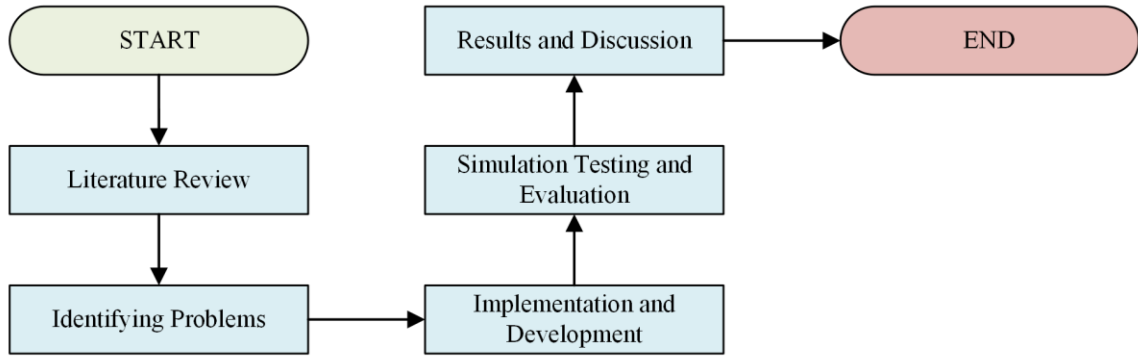 START
Literature Review
Identifying Problems
Implementation and
Development
Simulation Testing and
Evaluation
Results and Discussion
END